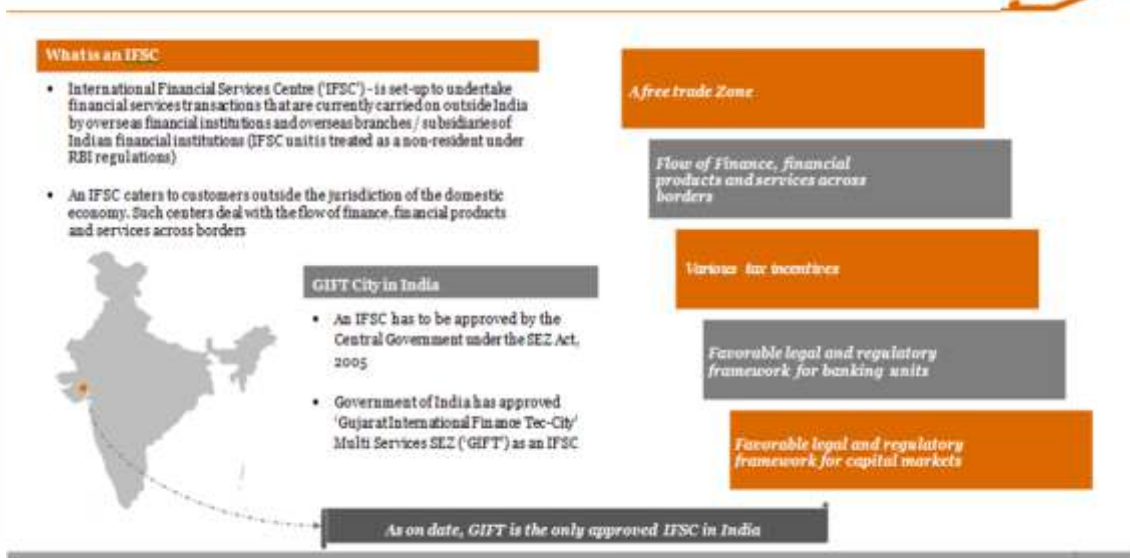 What is an IFSC
• International Financial Services Centre ('IFSC') - is set-up to undertake
financial services transactions that are currently carried on outside India
by overseas financial institutions and overseas branches / subsidiaries of
Indian financial institutions (IFSC unit is treated as a non-resident under
RBI regulations)
• An IFSC caters to customers outside the jurisdiction of the domestic
economy. Such centers deal with the flow of finance, financial products
and services across borders
GIFT City in India
• An IFSC has to be approved by the
Central Government under the SEZ Act,
2005
• Government of India has approved
'Gujarat International Finance Tec-City'
Multi Services SEZ ('GIFT') as an IFSC
As on date, GIFT is the only approved IFSC in India
A free trade Zone
Flow of Finance, financial
products and services across
borders
Various tax incentives
Favorable legal and regulatory
framework for banking units
Favorable legal and regulatory
framework for capital markets